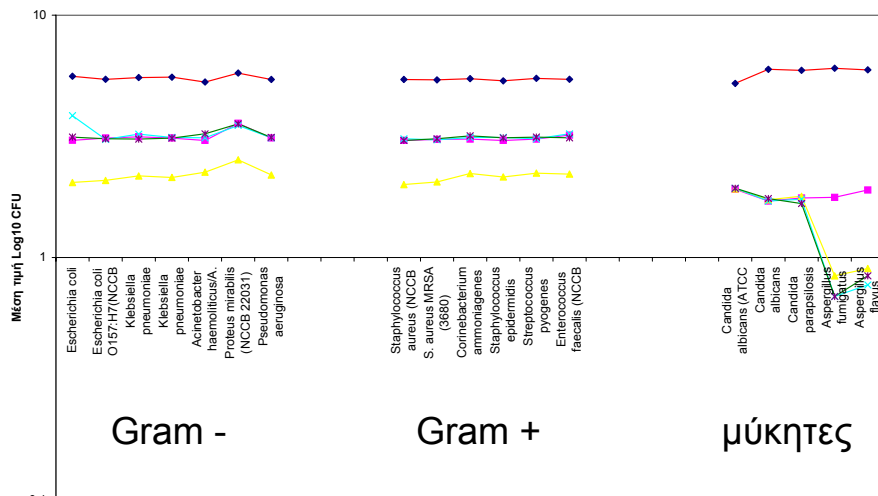 10
1
Μέση τιμή Log10 CFU
Escherichia coli
Escherichia coli
O157:H7(NCCB
Klebsiella
pneumoniae
Klebsiella
pneumoniae
Acinetobacter
haemoliticus/A.
Proteus mirabilis
(NCCB 22031)
Pseudomonas
aeruginosa
Staphylococcus
aureus (NCCB
S. aureus MRSA
(3680)
Corinebacterium
ammoniagenes
Staphylococcus
epidermidis
Streptococcus
pyogenes
Enterococcus
faecalis (NCCB
Candida
albicans (ATCC
Candida
albicans
Candida
parapsilosis
Aspergillus
fumigatus
Aspergillus
flavus
Gram -
Gram +
μύκητες